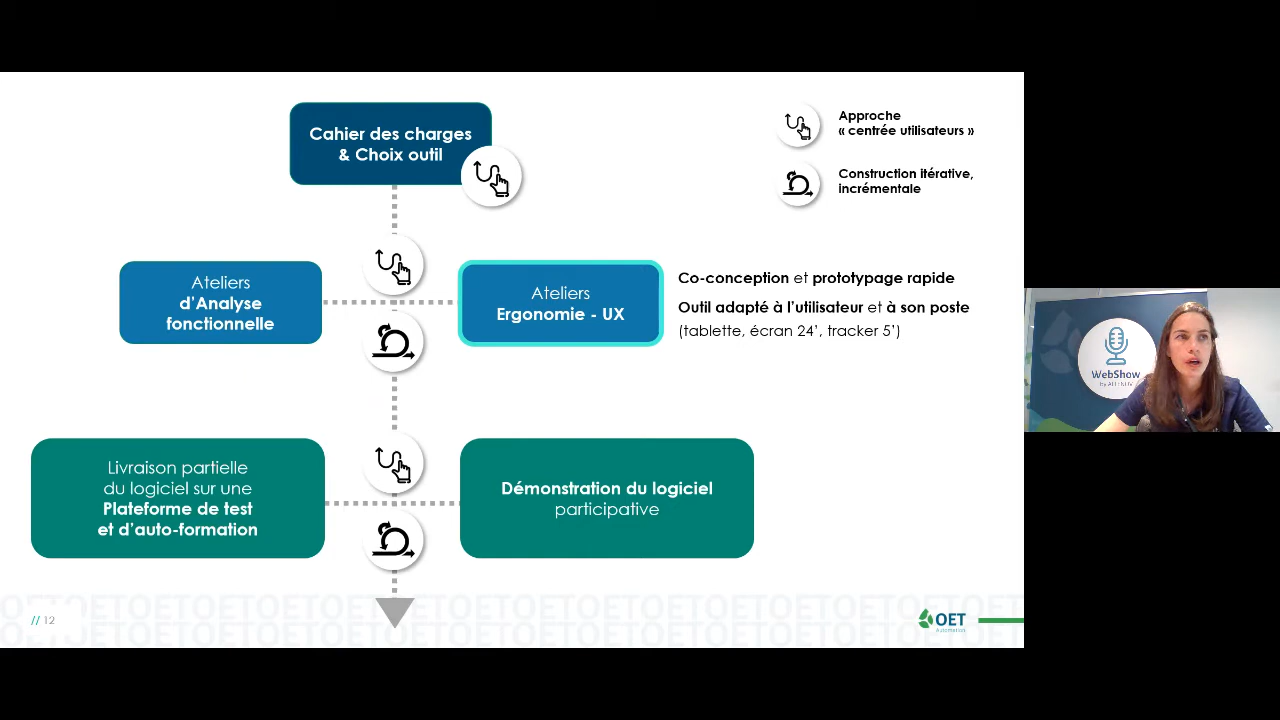 Cahier des charges
& Choix outil
Approche
« centrée utilisateurs »
Construction itérative,
incrémentale
Ateliers
d’Analyse
fonctionnelle
Ateliers
Ergonomie - UX
Co-conception et prototypage rapide
Outil adapté à l’utilisateur et à son poste
(tablette, écran 24’, tracker 5’)
Livraison partielle
du logiciel sur une
Plateforme de test
et d’auto-formation
Démonstration du logiciel
participative
WebShow
// 12
OET
Automation